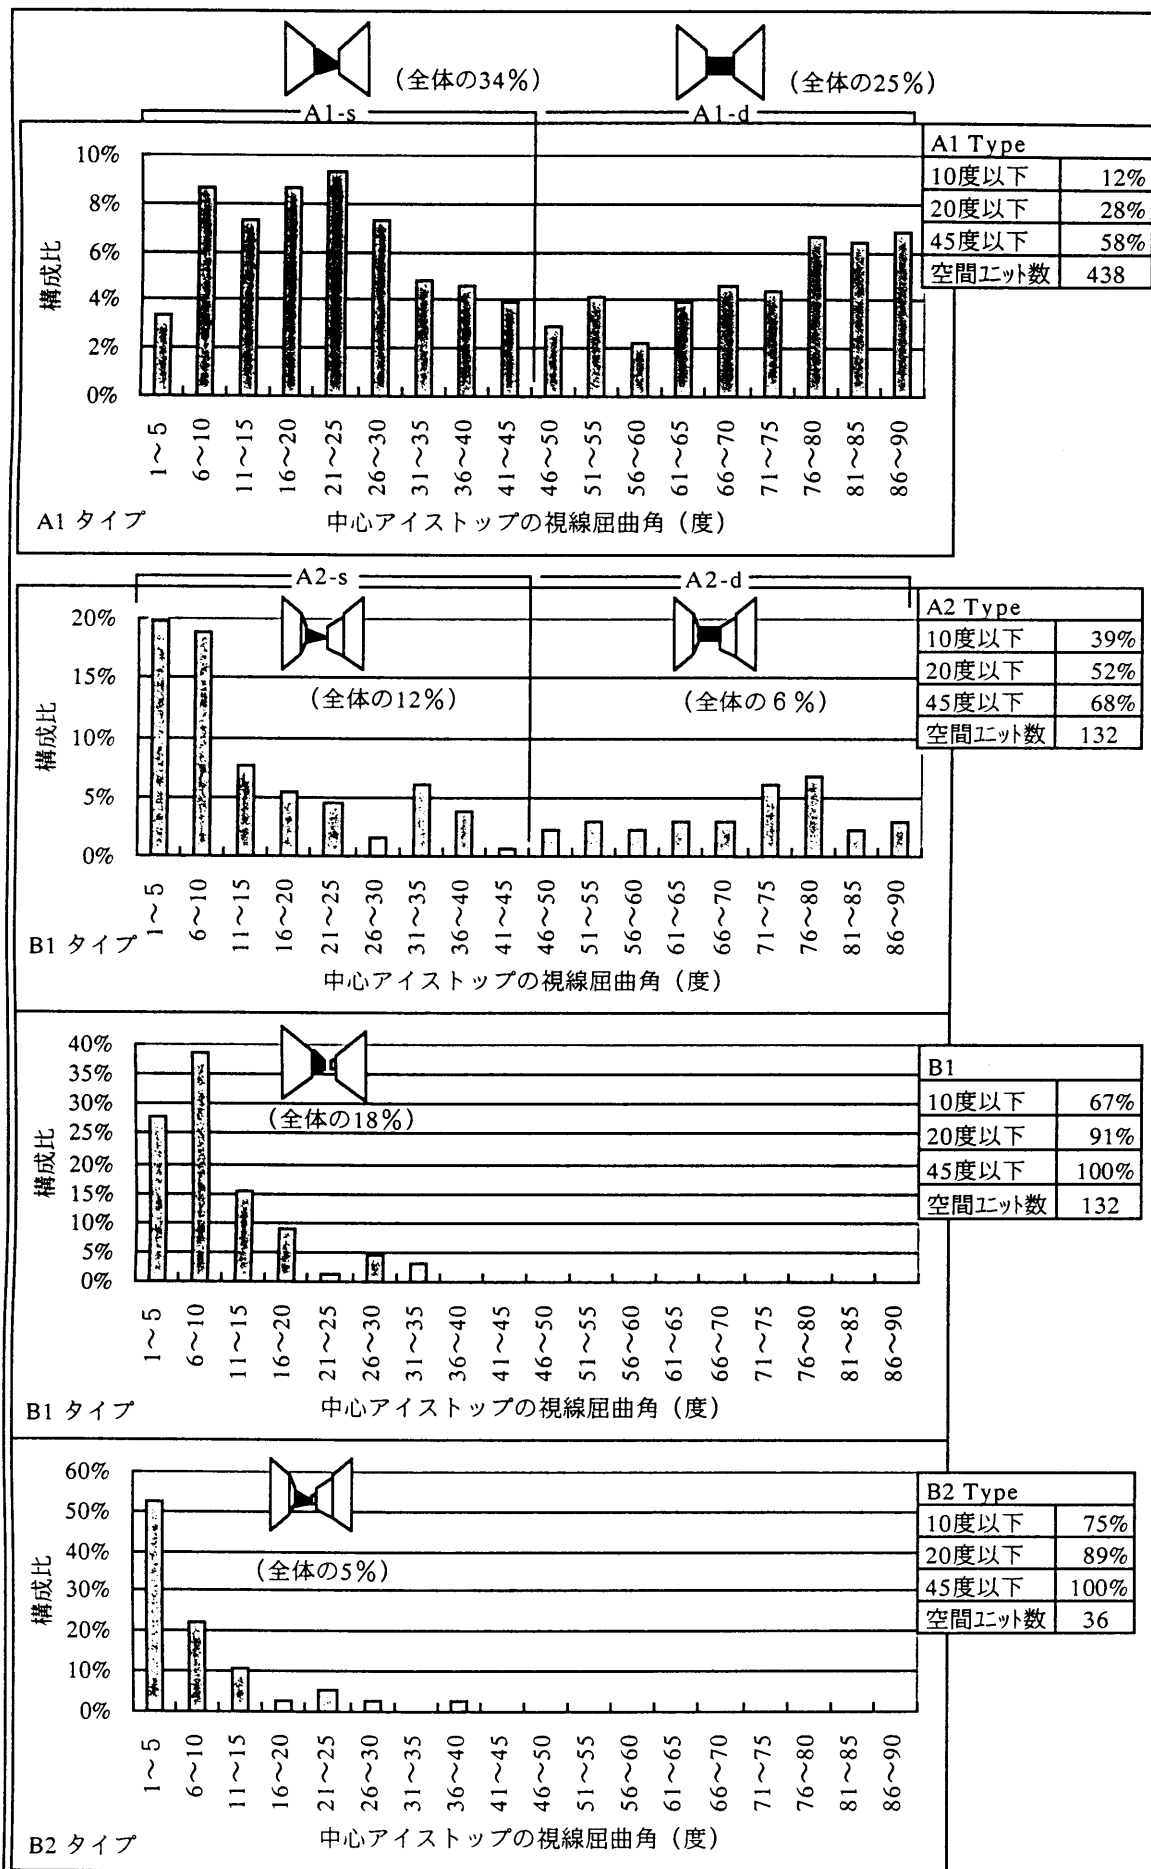 (全体の34%) (全体の25%)
A1-s A1-d
10%
8%
6%
4%
2%
0%
構成比
1～5 6～10 11～15 16～20 21～25 26～30 31～35 36～40 41～45 46～50 51～55 56～60 61～65 66～70 71～75 76～80 81～85 86～90
A1 タイプ 中心アイストップの視線屈曲角（度）
A1 Type
10度以下 12%
20度以下 28%
45度以下 58%
空間ユニット数 438
A2-s A2-d
(全体の12%) (全体の6%)
20%
15%
10%
5%
0%
構成比
1～5 6～10 11～15 16～20 21～25 26～30 31～35 36～40 41～45 46～50 51～55 56～60 61～65 66～70 71～75 76～80 81～85 86～90
B1 タイプ
中心アイストップの視線屈曲角（度）
A2 Type
10度以下 39%
20度以下 52%
45度以下 68%
空間ユニット数 132
(全体の18%)
40%
35%
30%
25%
20%
15%
10%
5%
0%
構成比
1～5 6～10 11～15 16～20 21～25 26～30 31～35 36～40 41～45 46～50 51～55 56～60 61～65 66～70 71～75 76～80 81～85 86～90
B1 タイプ 中心アイストップの視線屈曲角（度）
B1
10度以下 67%
20度以下 91%
45度以下 100%
空間ユニット数 132
(全体の5%)
60%
50%
40%
30%
20%
10%
0%
構成比
1～5 6～10 11～15 16～20 21～25 26～30 31～35 36～40 41～45 46～50 51～55 56～60 61～65 66～70 71～75 76～80 81～85 86～90
B2 タイプ 中心アイストップの視線屈曲角（度）
B2 Type
10度以下 75%
20度以下 89%
45度以下 100%
空間ユニット数 36